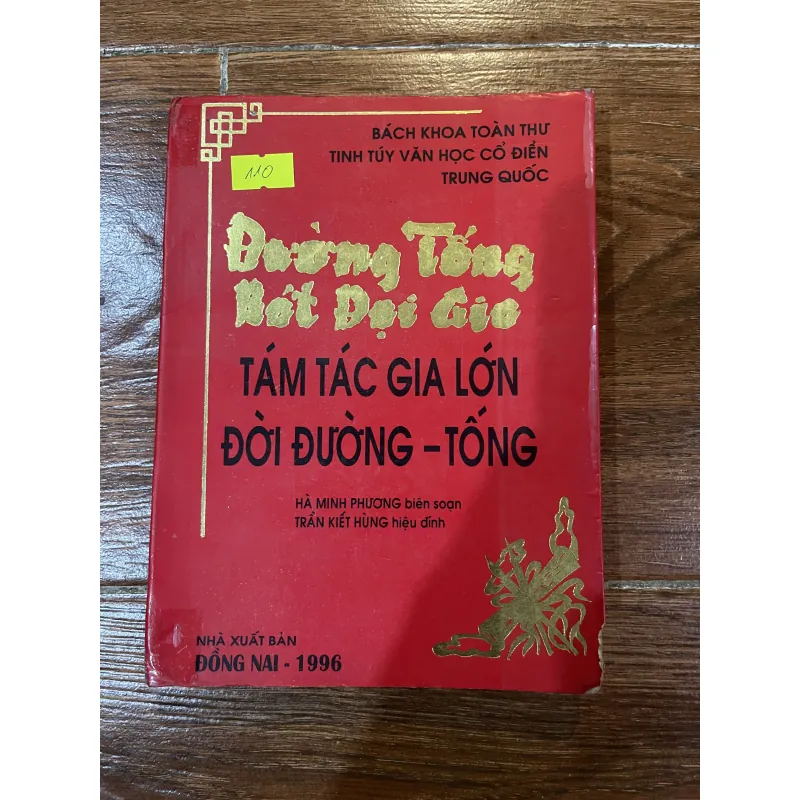 BÁCH KHOA TOÀN THƯ
TINH TÚY VĂN HỌC CỔ ĐIỂN
TRUNG QUỐC
110
Đường Tống
Bát Đại Gia
TÁM TÁC GIA LỚN
ĐỜI ĐƯỜNG – TỐNG
HÀ MINH PHƯƠNG biên soạn
TRẦN KIẾT HÙNG hiệu đính
NHÀ XUẤT BẢN
ĐỒNG NAI - 1996